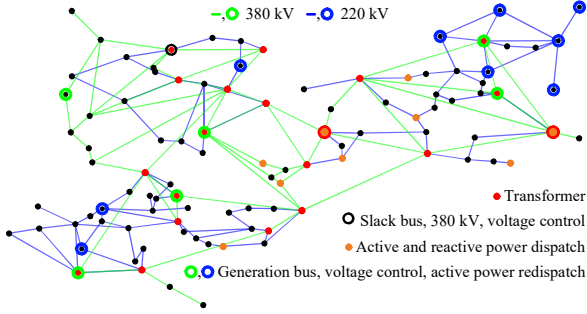 380 kV
220 kV
Transformer
Slack bus, 380 kV, voltage control
Active and reactive power dispatch
Generation bus, voltage control, active power redispatch